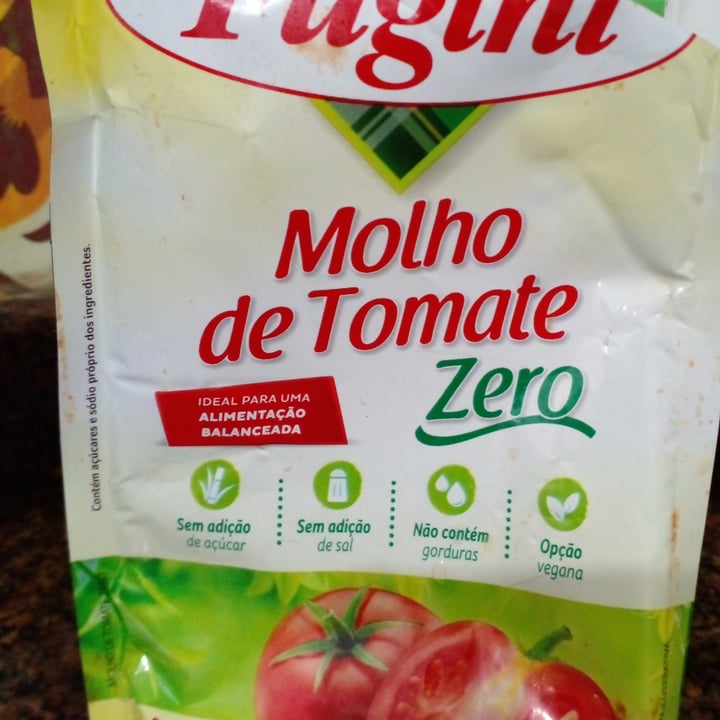 Fugini
Molho
de Tomate
Zero
IDEAL PARA UMA
ALIMENTAÇÃO
BALANCEADA
Sem adição
de açúcar
Sem adição
de sal
Não contém
gorduras
Opção
vegana
Contém açúcares e sódio próprio dos ingredientes.